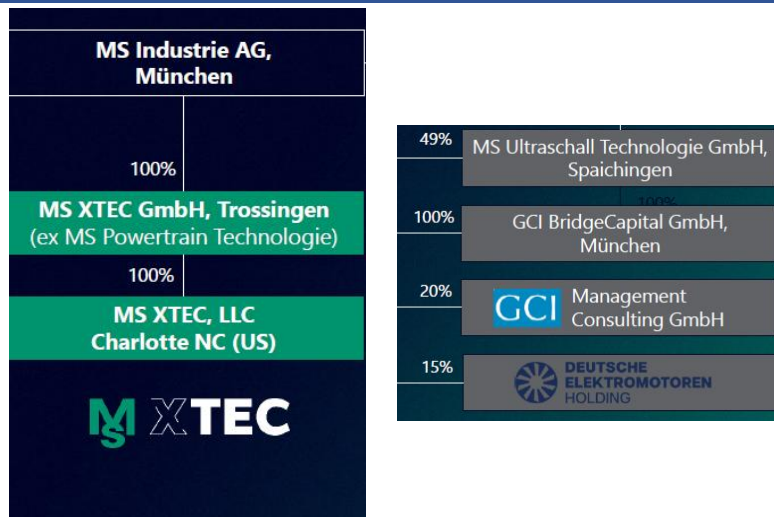 MS Industrie AG,
München
100%
MS XTEC GmbH, Trossingen
(ex MS Powertrain Technologie)
100%
MS XTEC, LLC
Charlotte NC (US)
MS XTEC
49%
MS Ultraschall Technologie GmbH,
Spaichingen
100%
100%
GCI BridgeCapital GmbH,
München
20%
GCI Management
Consulting GmbH
15%
DEUTSCHE
ELEKTROMOTOREN
HOLDING